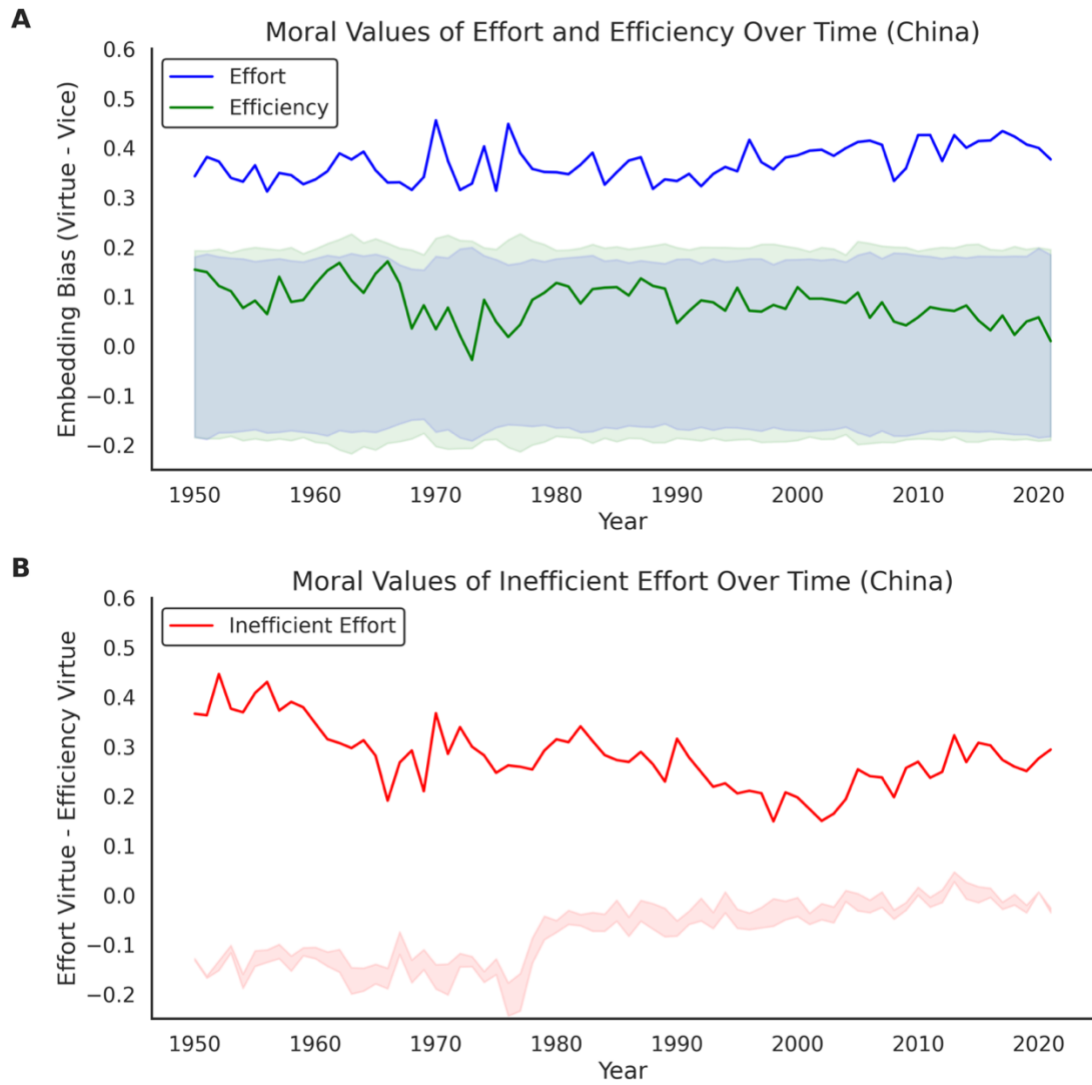 A
Moral Values of Effort and Efficiency Over Time (China)
Effort
Efficiency
Embedding Bias (Virtue - Vice)
0.6
0.5
0.4
0.3
0.2
0.1
0.0
−0.1
−0.2
1950 1960 1970 1980 1990 2000 2010 2020
Year
B
Moral Values of Inefficient Effort Over Time (China)
Inefficient Effort
Effort Virtue - Efficiency Virtue
0.6
0.5
0.4
0.3
0.2
0.1
0.0
−0.1
−0.2
1950 1960 1970 1980 1990 2000 2010 2020
Year